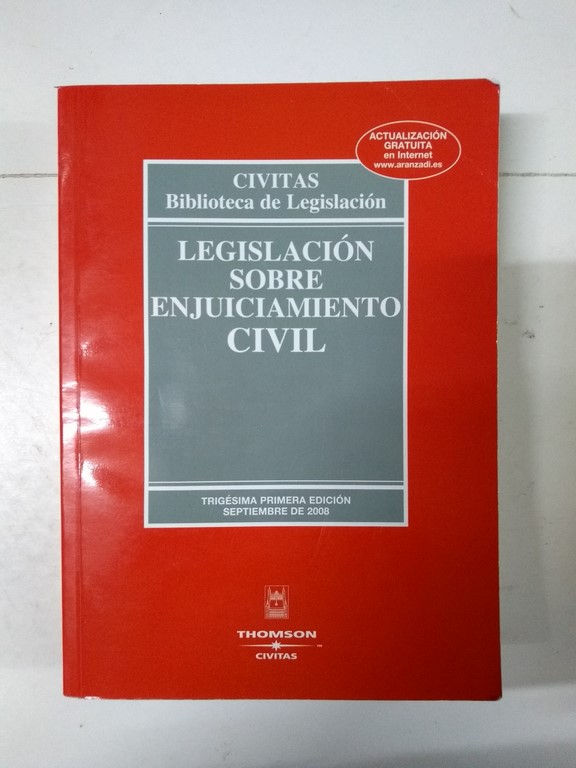 ACTUALIZACIÓN
GRATUITA
en Internet
www.aranzadi.es
CIVITAS
Biblioteca de Legislación
LEGISLACIÓN
SOBRE
ENJUICIAMIENTO
CIVIL
TRIGÉSIMA PRIMERA EDICIÓN
SEPTIEMBRE DE 2008
THOMSON
CIVITAS